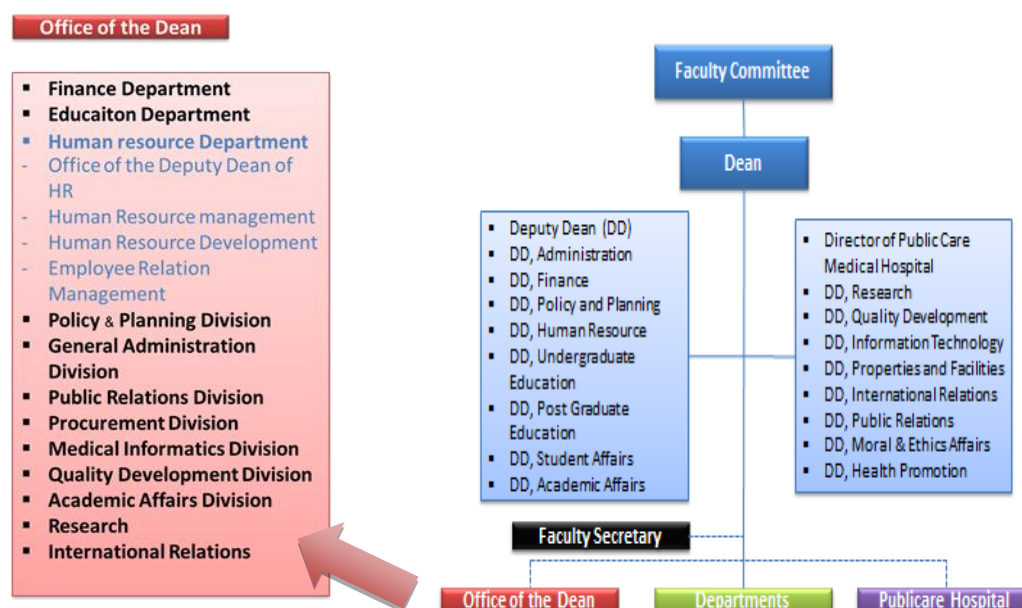 Office of the Dean
▪ Finance Department
▪ Educaiton Department
▪ Human resource Department
- Office of the Deputy Dean of
HR
- Human Resource management
- Human Resource Development
- Employee Relation
Management
▪ Policy & Planning Division
▪ General Administration
Division
▪ Public Relations Division
▪ Procurement Division
▪ Medical Informatics Division
▪ Quality Development Division
▪ Academic Affairs Division
▪ Research
▪ International Relations
Faculty Committee
Dean
▪ Deputy Dean (DD)
▪ DD, Administration
▪ DD, Finance
▪ DD, Policy and Planning
▪ DD, Human Resource
▪ DD, Undergraduate
Education
▪ DD, Post Graduate
Education
▪ DD, Student Affairs
▪ DD, Academic Affairs
▪ Director of Public Care
Medical Hospital
▪ DD, Research
▪ DD, Quality Development
▪ DD, Information Technology
▪ DD, Properties and Facilities
▪ DD, International Relations
▪ DD, Public Relations
▪ DD, Moral & Ethics Affairs
▪ DD, Health Promotion
Faculty Secretary
Office of the Dean
Departments
Publicare Hospital